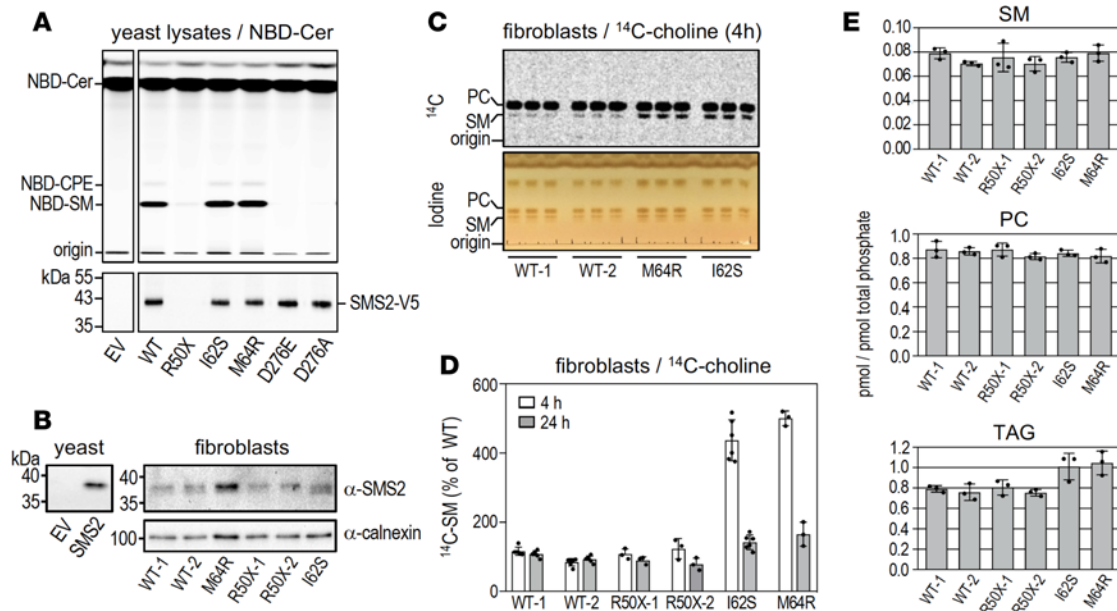 A
yeast lysates / NBD-Cer
NBD-Cer
NBD-CPE
NBD-SM
origin
kDa
55
43
35
SMS2-V5
EV
WT
R50X
I62S
M64R
D276E
D276A
B
yeast
fibroblasts
kDa
40
35
40
35
α-SMS2
100
α-calnexin
EV
SMS2
WT-1
WT-2
M64R
R50X-1
R50X-2
I62S
C
fibroblasts / ¹⁴C-choline (4h)
¹⁴C
PC
SM
origin
Iodine
PC
SM
origin
WT-1
WT-2
M64R
I62S
D
fibroblasts / ¹⁴C-choline
¹⁴C-SM (% of WT)
600
400
200
100
0
4 h
24 h
WT-1
WT-2
R50X-1
R50X-2
I62S
M64R
E
SM
0.10
0.08
0.06
0.04
0.02
0.00
WT-1
WT-2
R50X-1
R50X-2
I62S
M64R
pmol / pmol total phosphate
PC
1.0
0.8
0.6
0.4
0.2
0.0
WT-1
WT-2
R50X-1
R50X-2
I62S
M64R
TAG
1.2
1.0
0.8
0.6
0.4
0.2
0.0
WT-1
WT-2
R50X-1
R50X-2
I62S
M64R